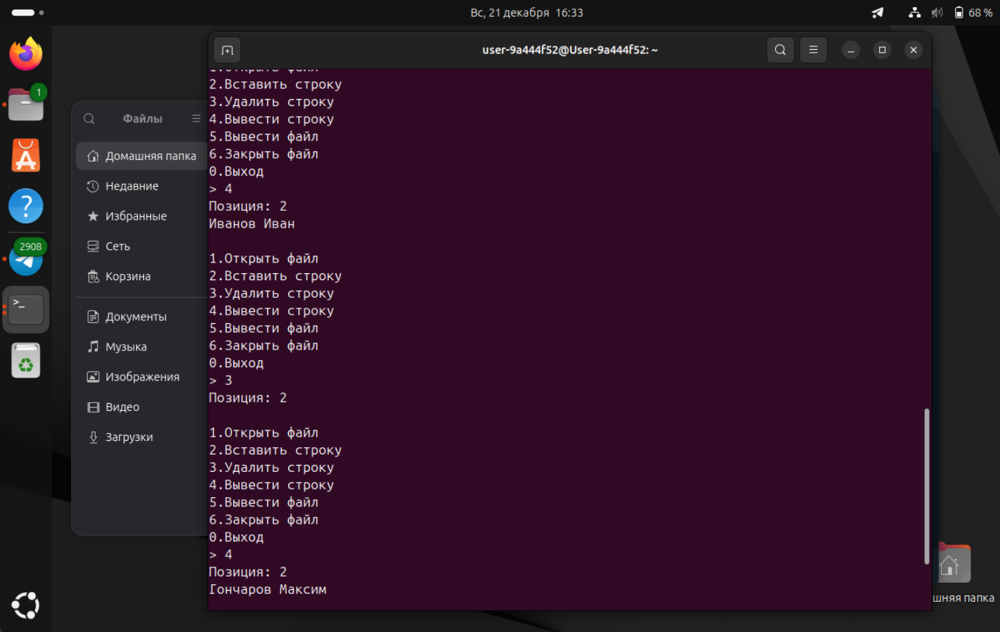 Вс, 21 декабря 16:33
68 %
user-9a444f52@User-9a444f52: ~
1
2908
Файлы
Домашняя папка
Недавние
Избранные
Сеть
Корзина
Документы
Музыка
Изображения
Видео
Загрузки
1.Открыть файл
2.Вставить строку
3.Удалить строку
4.Вывести строку
5.Вывести файл
6.Закрыть файл
0.Выход
> 4
Позиция: 2
Иванов Иван
1.Открыть файл
2.Вставить строку
3.Удалить строку
4.Вывести строку
5.Вывести файл
6.Закрыть файл
0.Выход
> 3
Позиция: 2
1.Открыть файл
2.Вставить строку
3.Удалить строку
4.Вывести строку
5.Вывести файл
6.Закрыть файл
0.Выход
> 4
Позиция: 2
Гончаров Максим
шняя папка